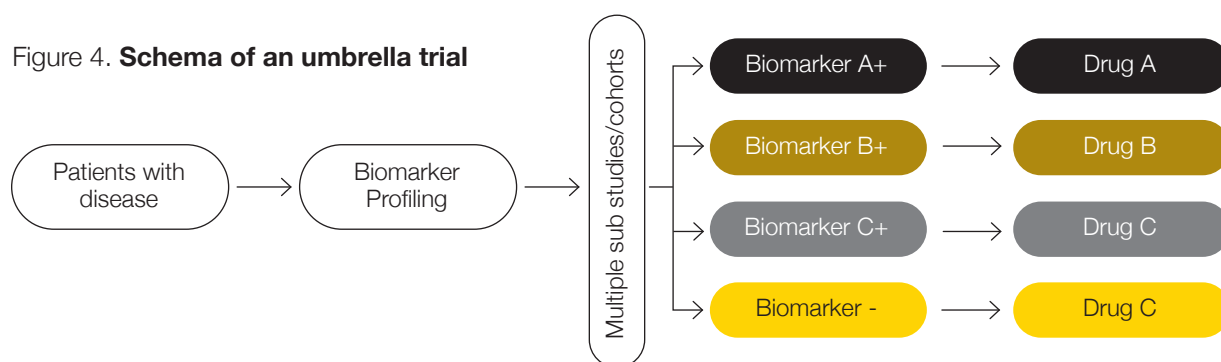 Figure 4. Schema of an umbrella trial
Patients with
disease
Biomarker
Profiling
Multiple sub studies/cohorts
Biomarker A+
Drug A
Biomarker B+
Drug B
Biomarker C+
Drug C
Biomarker -
Drug C